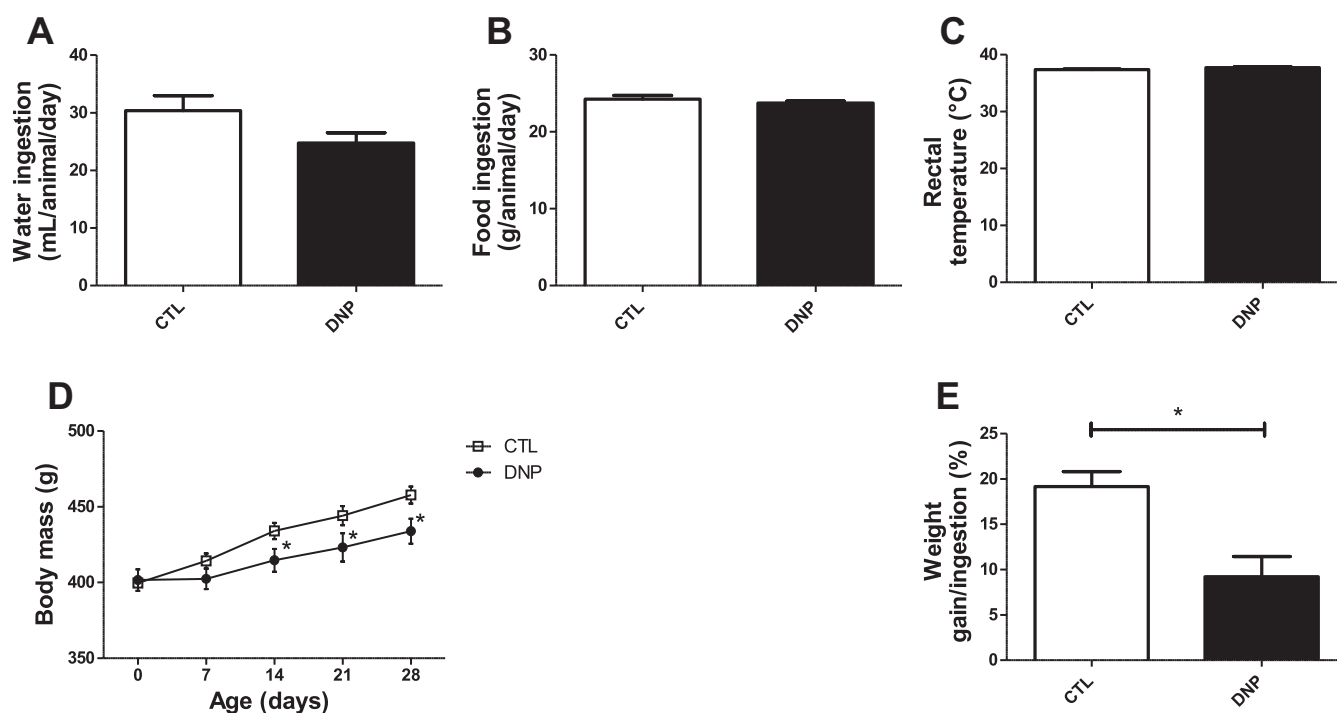 A
Water ingestion
(mL/animal/day)
40
30
20
10
0
CTL
DNP
B
Food ingestion
(g/animal/day)
30
20
10
0
CTL
DNP
C
Rectal
temperature (°C)
40
30
20
10
0
CTL
DNP
D
Body mass (g)
500
450
400
350
*
*
*
0 7 14 21 28
Age (days)
CTL
DNP
E
Weight
gain/ingestion (%)
25
20
15
10
5
0
*
CTL
DNP